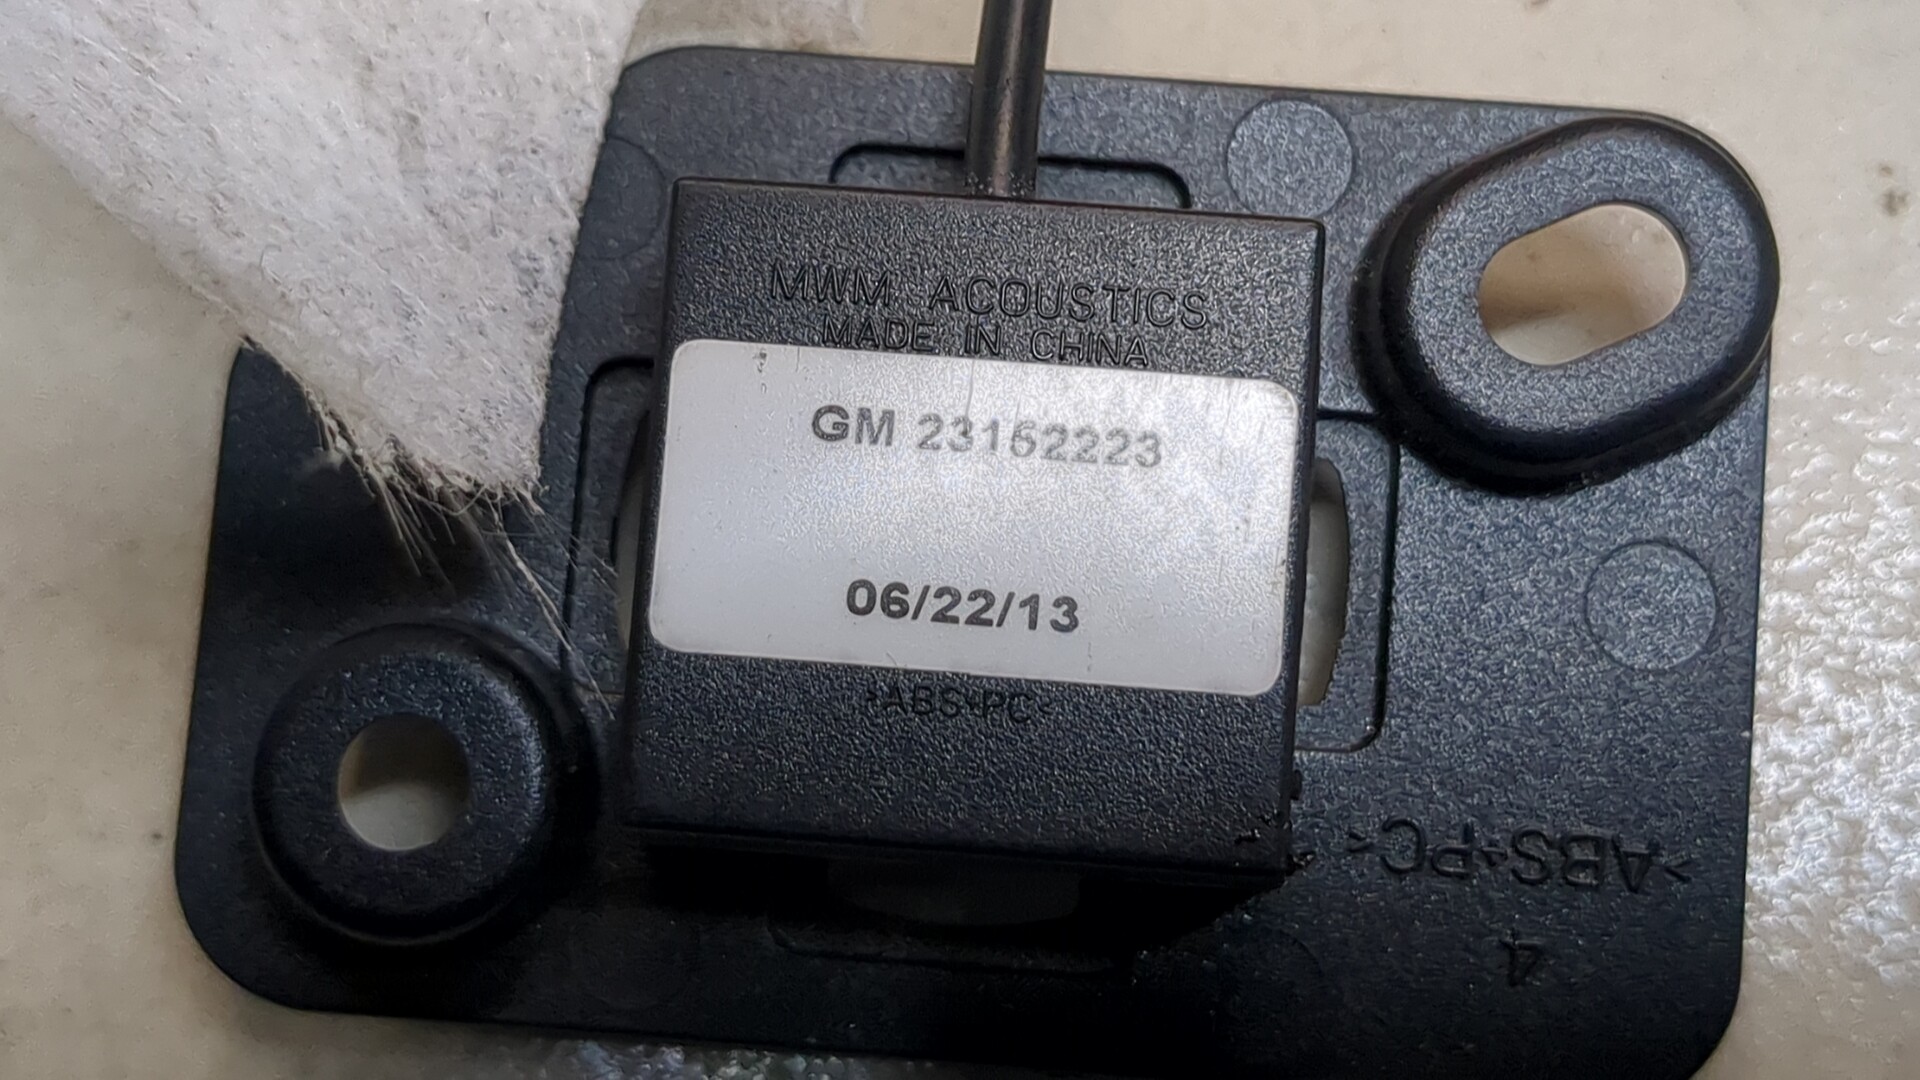 MWM ACOUSTICS
MADE IN CHINA
GM 23162223
06/22/13
>ABS+PC<
>ABS+PC<
4